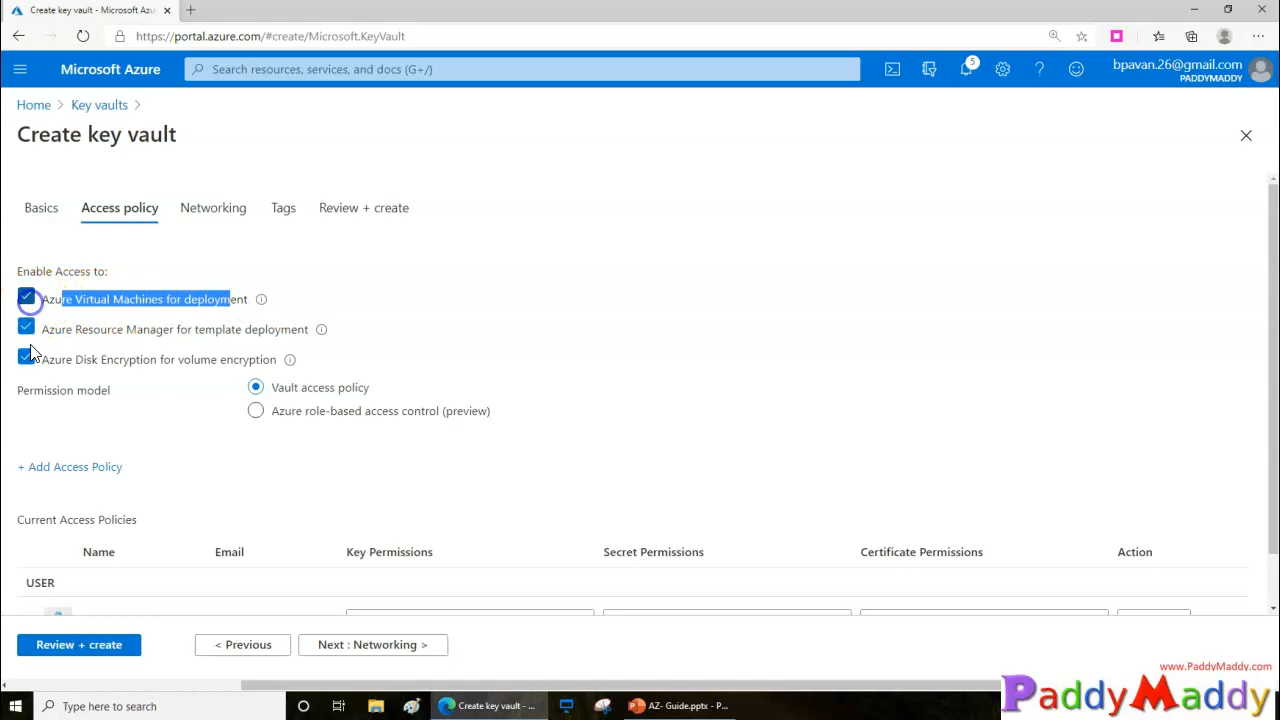 Create key vault - Microsoft Azu
https://portal.azure.com/#create/Microsoft.KeyVault
Microsoft Azure
Search resources, services, and docs (G+/)
5
bpavan.26@gmail.com
PADDYMADDY
Home > Key vaults >
Create key vault
Basics Access policy Networking Tags Review + create
Enable Access to:
Azure Virtual Machines for deployment
Azure Resource Manager for template deployment
Azure Disk Encryption for volume encryption
Permission model
Vault access policy
Azure role-based access control (preview)
+ Add Access Policy
Current Access Policies
Name Email Key Permissions Secret Permissions Certificate Permissions Action
USER
Review + create < Previous Next : Networking >
www.PaddyMaddy.com
PaddyMaddy
Type here to search
Create key vault - ...
AZ- Guide.pptx - P...